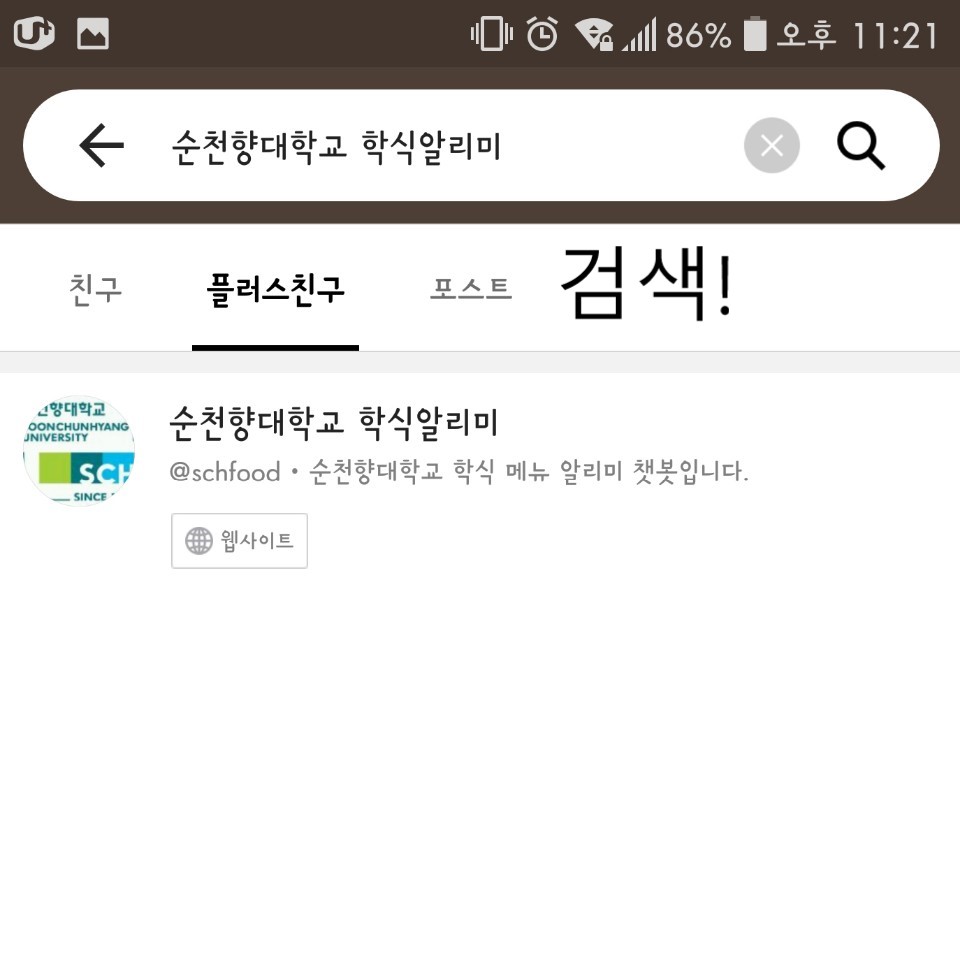 86% 오후 11:21
순천향대학교 학식알리미
친구 플러스친구 포스트 검색!
순천향대학교 학식알리미
@schfood • 순천향대학교 학식 메뉴 알리미 챗봇입니다.
웹사이트
향대학교
OONCHUNHYANG
UNIVERSITY
SCH
SINCE